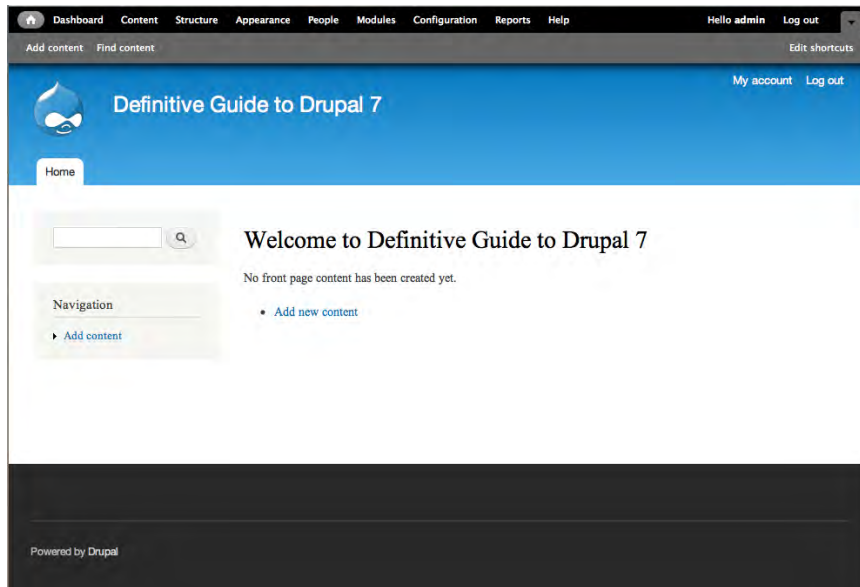 Dashboard Content Structure Appearance People Modules Configuration Reports Help Hello admin Log out
Add content Find content Edit shortcuts
My account Log out
Definitive Guide to Drupal 7
Home
Welcome to Definitive Guide to Drupal 7
No front page content has been created yet.
Navigation
Add new content
Add content
Powered by Drupal